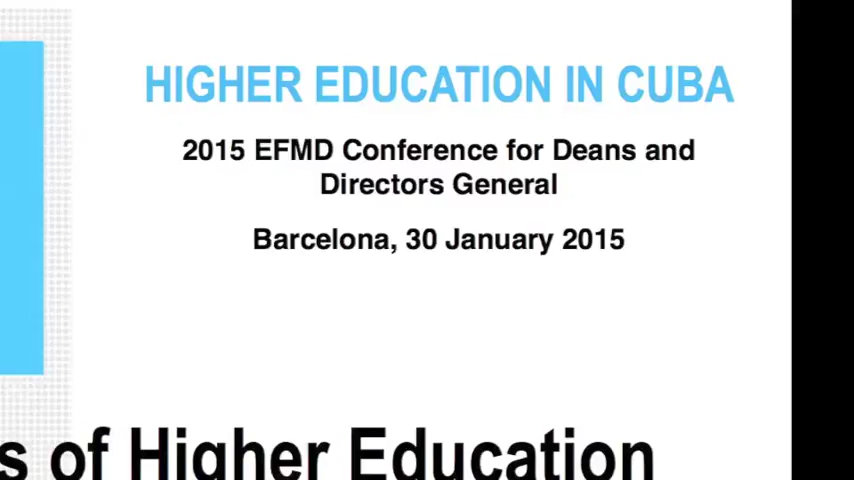 HIGHER EDUCATION IN CUBA
2015 EFMD Conference for Deans and
Directors General
Barcelona, 30 January 2015
of Higher Education